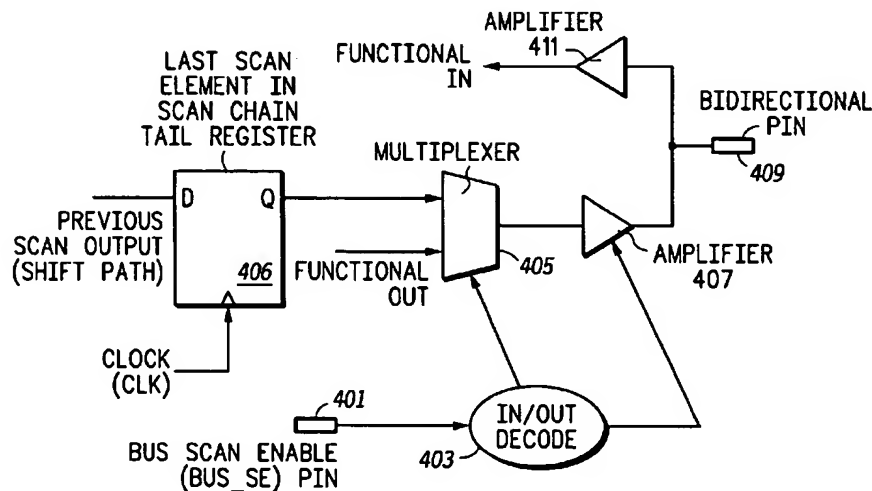 AMPLIFIER
411
FUNCTIONAL
IN
LAST SCAN
ELEMENT IN
SCAN CHAIN
TAIL REGISTER
BIDIRECTIONAL
PIN
409
MULTIPLEXER
D
Q
PREVIOUS
SCAN OUTPUT
(SHIFT PATH)
406
FUNCTIONAL
OUT
405
AMPLIFIER
407
CLOCK
(CLK)
401
IN/OUT
DECODE
403
BUS SCAN ENABLE
(BUS_SE) PIN